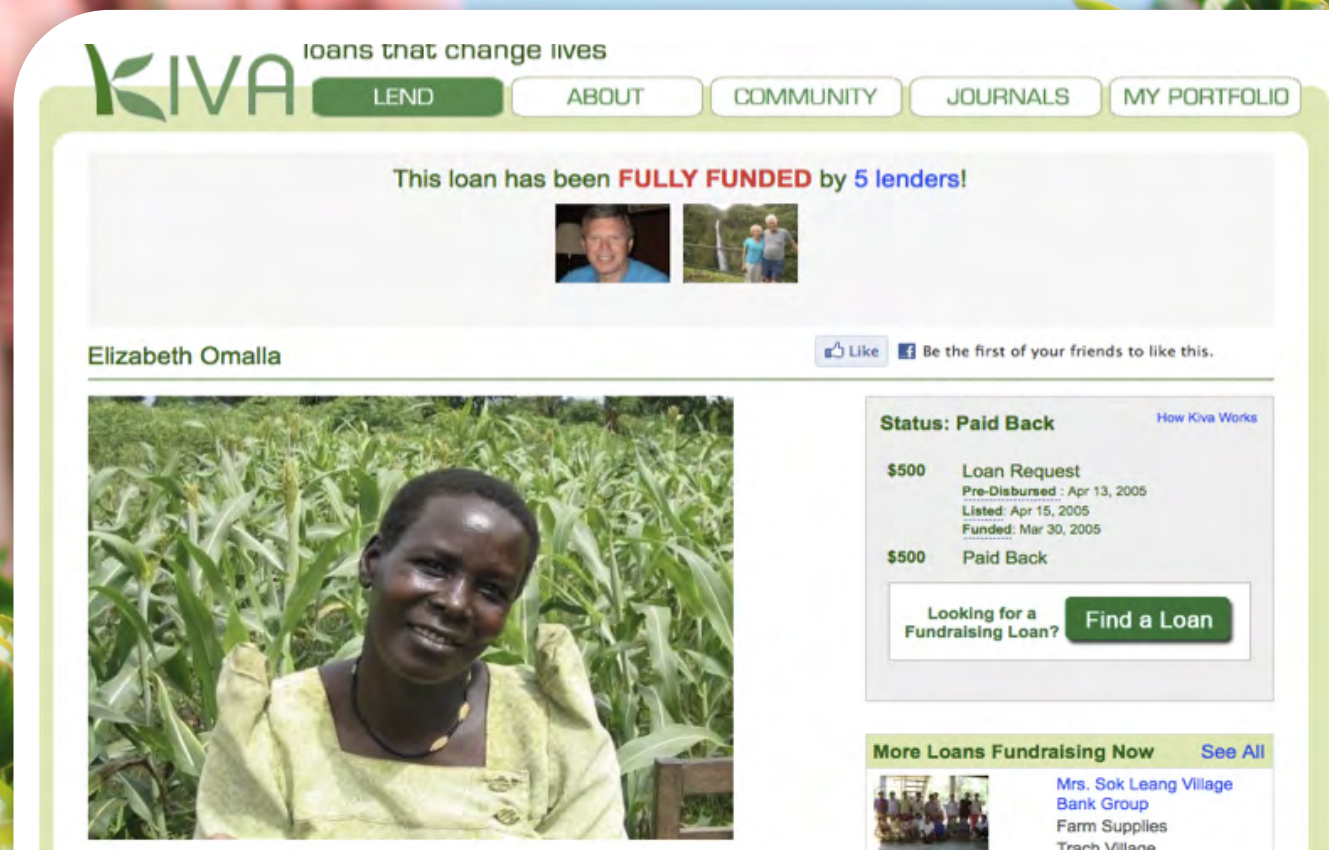 loans that change lives
KIVA
LEND ABOUT COMMUNITY JOURNALS MY PORTFOLIO
This loan has been FULLY FUNDED by 5 lenders!
Elizabeth Omalla
Like Be the first of your friends to like this.
Status: Paid Back How Kiva Works
$500 Loan Request
Pre-Disbursed : Apr 13, 2005
Listed: Apr 15, 2005
Funded: Mar 30, 2005
$500 Paid Back
Looking for a
Fundraising Loan?
Find a Loan
More Loans Fundraising Now See All
Mrs. Sok Leang Village
Bank Group
Farm Supplies
Trach Village